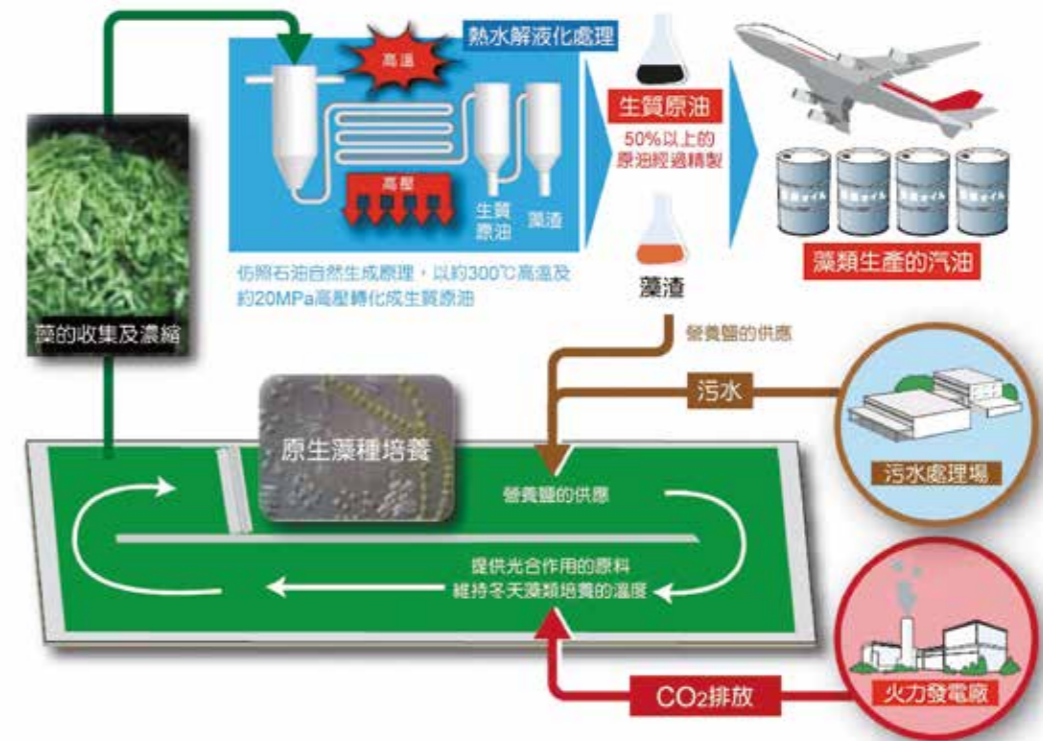 熱水解液化處理
高溫
高壓
生質
原油
藻渣
仿照石油自然生成原理，以約300℃高溫及
約20MPa高壓轉化成生質原油
生質原油
50%以上的
原油經過精製
藻渣
藻類生產的汽油
藻的收集及濃縮
營養鹽的供應
污水
污水處理場
原生藻種培養
營養鹽的供應
提供光合作用的原料
維持冬天藻類培養的溫度
CO2排放
火力發電廠